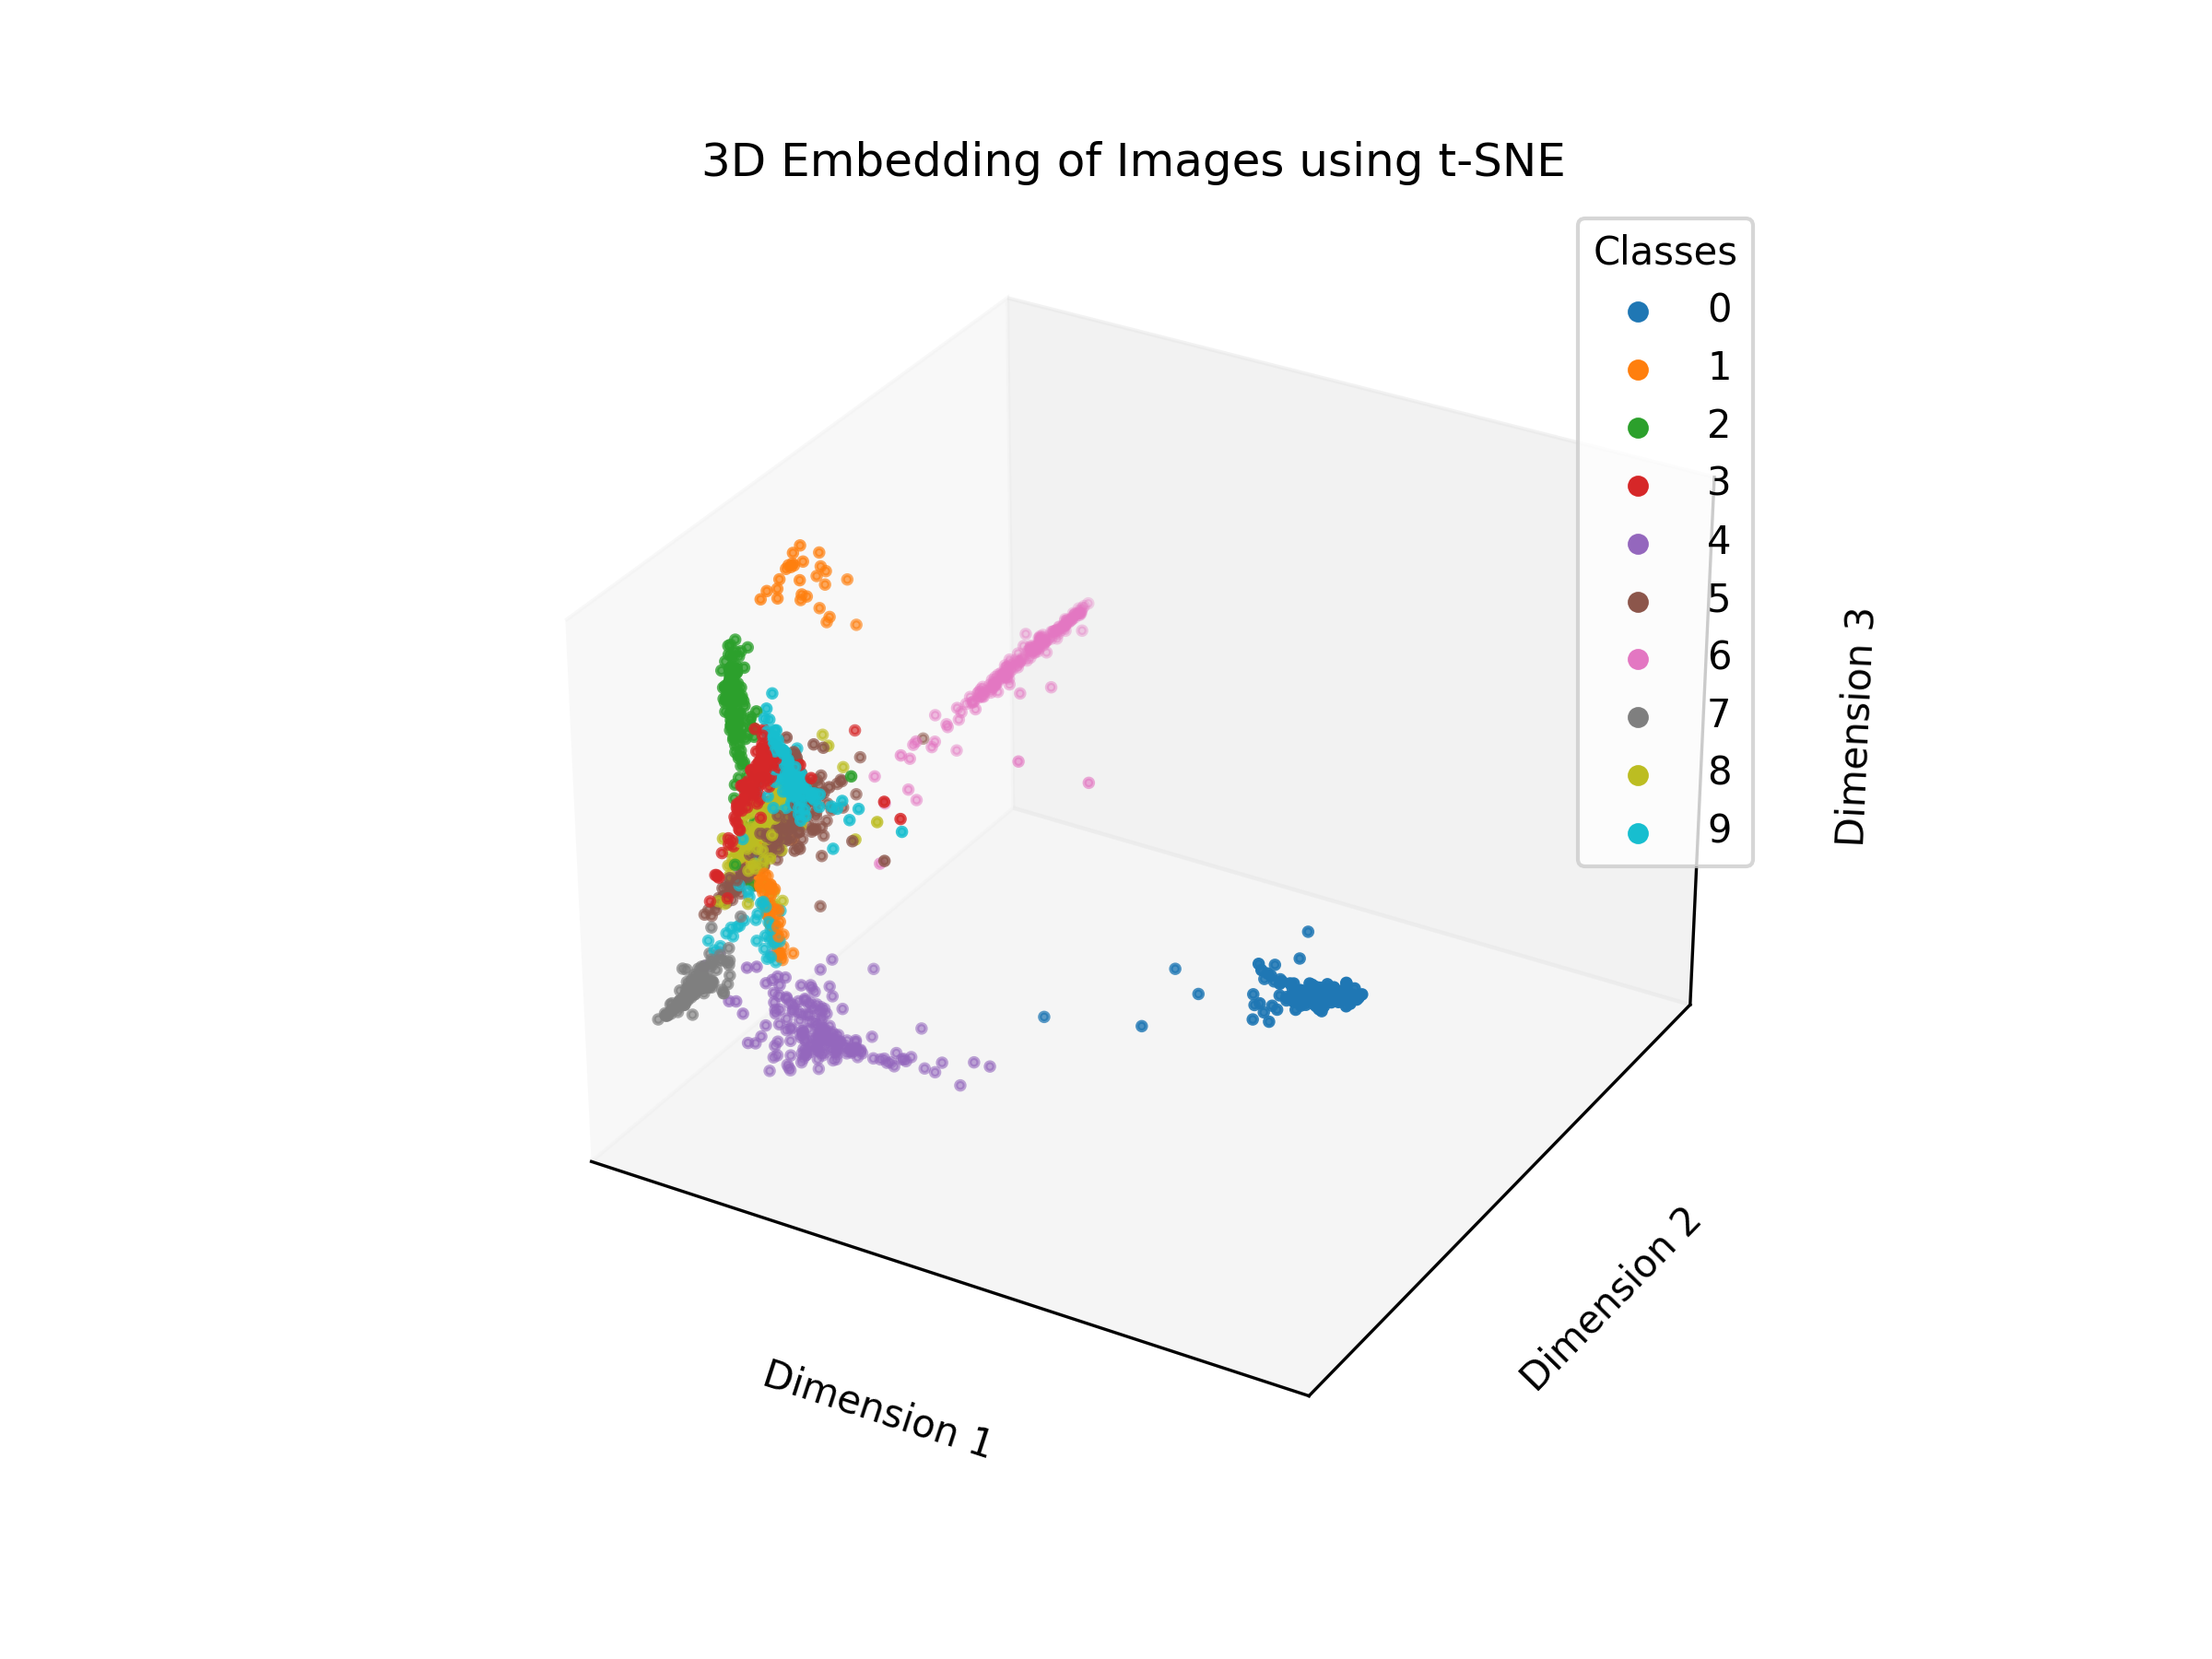 3D Embedding of Images using t-SNE
Classes
0
1
2
3
4
5
6
7
8
9
Dimension 3
Dimension 2
Dimension 1